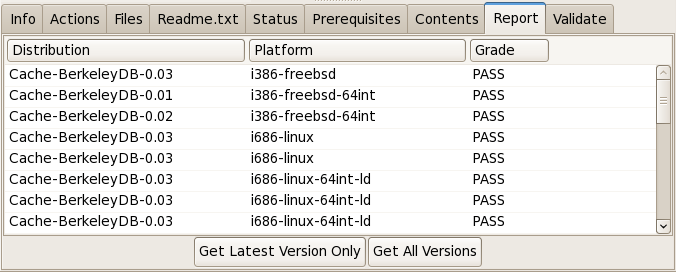 Info Actions Files Readme.txt Status Prerequisites Contents Report Validate
Distribution Platform Grade
Cache-BerkeleyDB-0.03 i386-freebsd PASS
Cache-BerkeleyDB-0.01 i386-freebsd-64int PASS
Cache-BerkeleyDB-0.02 i386-freebsd-64int PASS
Cache-BerkeleyDB-0.03 i686-linux PASS
Cache-BerkeleyDB-0.03 i686-linux PASS
Cache-BerkeleyDB-0.03 i686-linux-64int-ld PASS
Cache-BerkeleyDB-0.03 i686-linux-64int-ld PASS
Cache-BerkeleyDB-0.03 i686-linux-64int-ld PASS
Get Latest Version Only Get All Versions